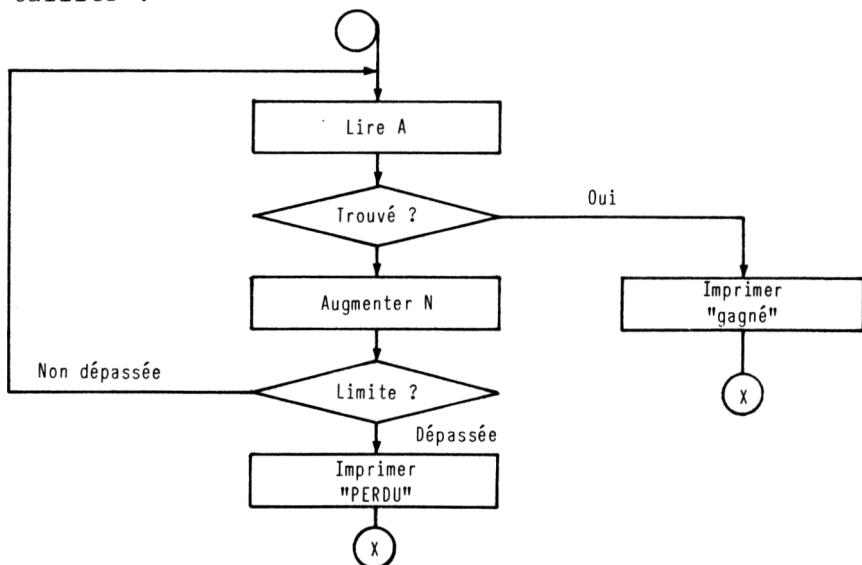 Lire A
Trouvé ?
Oui
Augmenter N
Imprimer
"gagné"
Non dépassée
Limite ?
X
Dépassée
Imprimer
"PERDU"
X